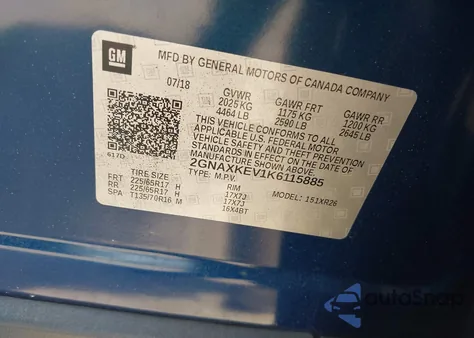 GM
MFD BY GENERAL MOTORS OF CANADA COMPANY
07/18
GVWR GAWR FRT GAWR RR
2025 KG 1175 KG 1200 KG
4464 LB 2590 LB 2645 LB
THIS VEHICLE CONFORMS TO ALL
APPLICABLE U.S. FEDERAL MOTOR
VEHICLE SAFETY, BUMPER, AND THEFT
PREVENTION STANDARDS IN EFFECT ON
THE DATE OF MANUFACTURE SHOWN ABOVE.
2GNAXKEV1K6115885
617D TYPE: M.P.V. MODEL: 1S1XR26
TIRE SIZE RIM
FRT 225/65R17 H 17X7J
RR 225/65R17 H 17X7J
SPA T135/70R16 M 16X4BT
autoSnap